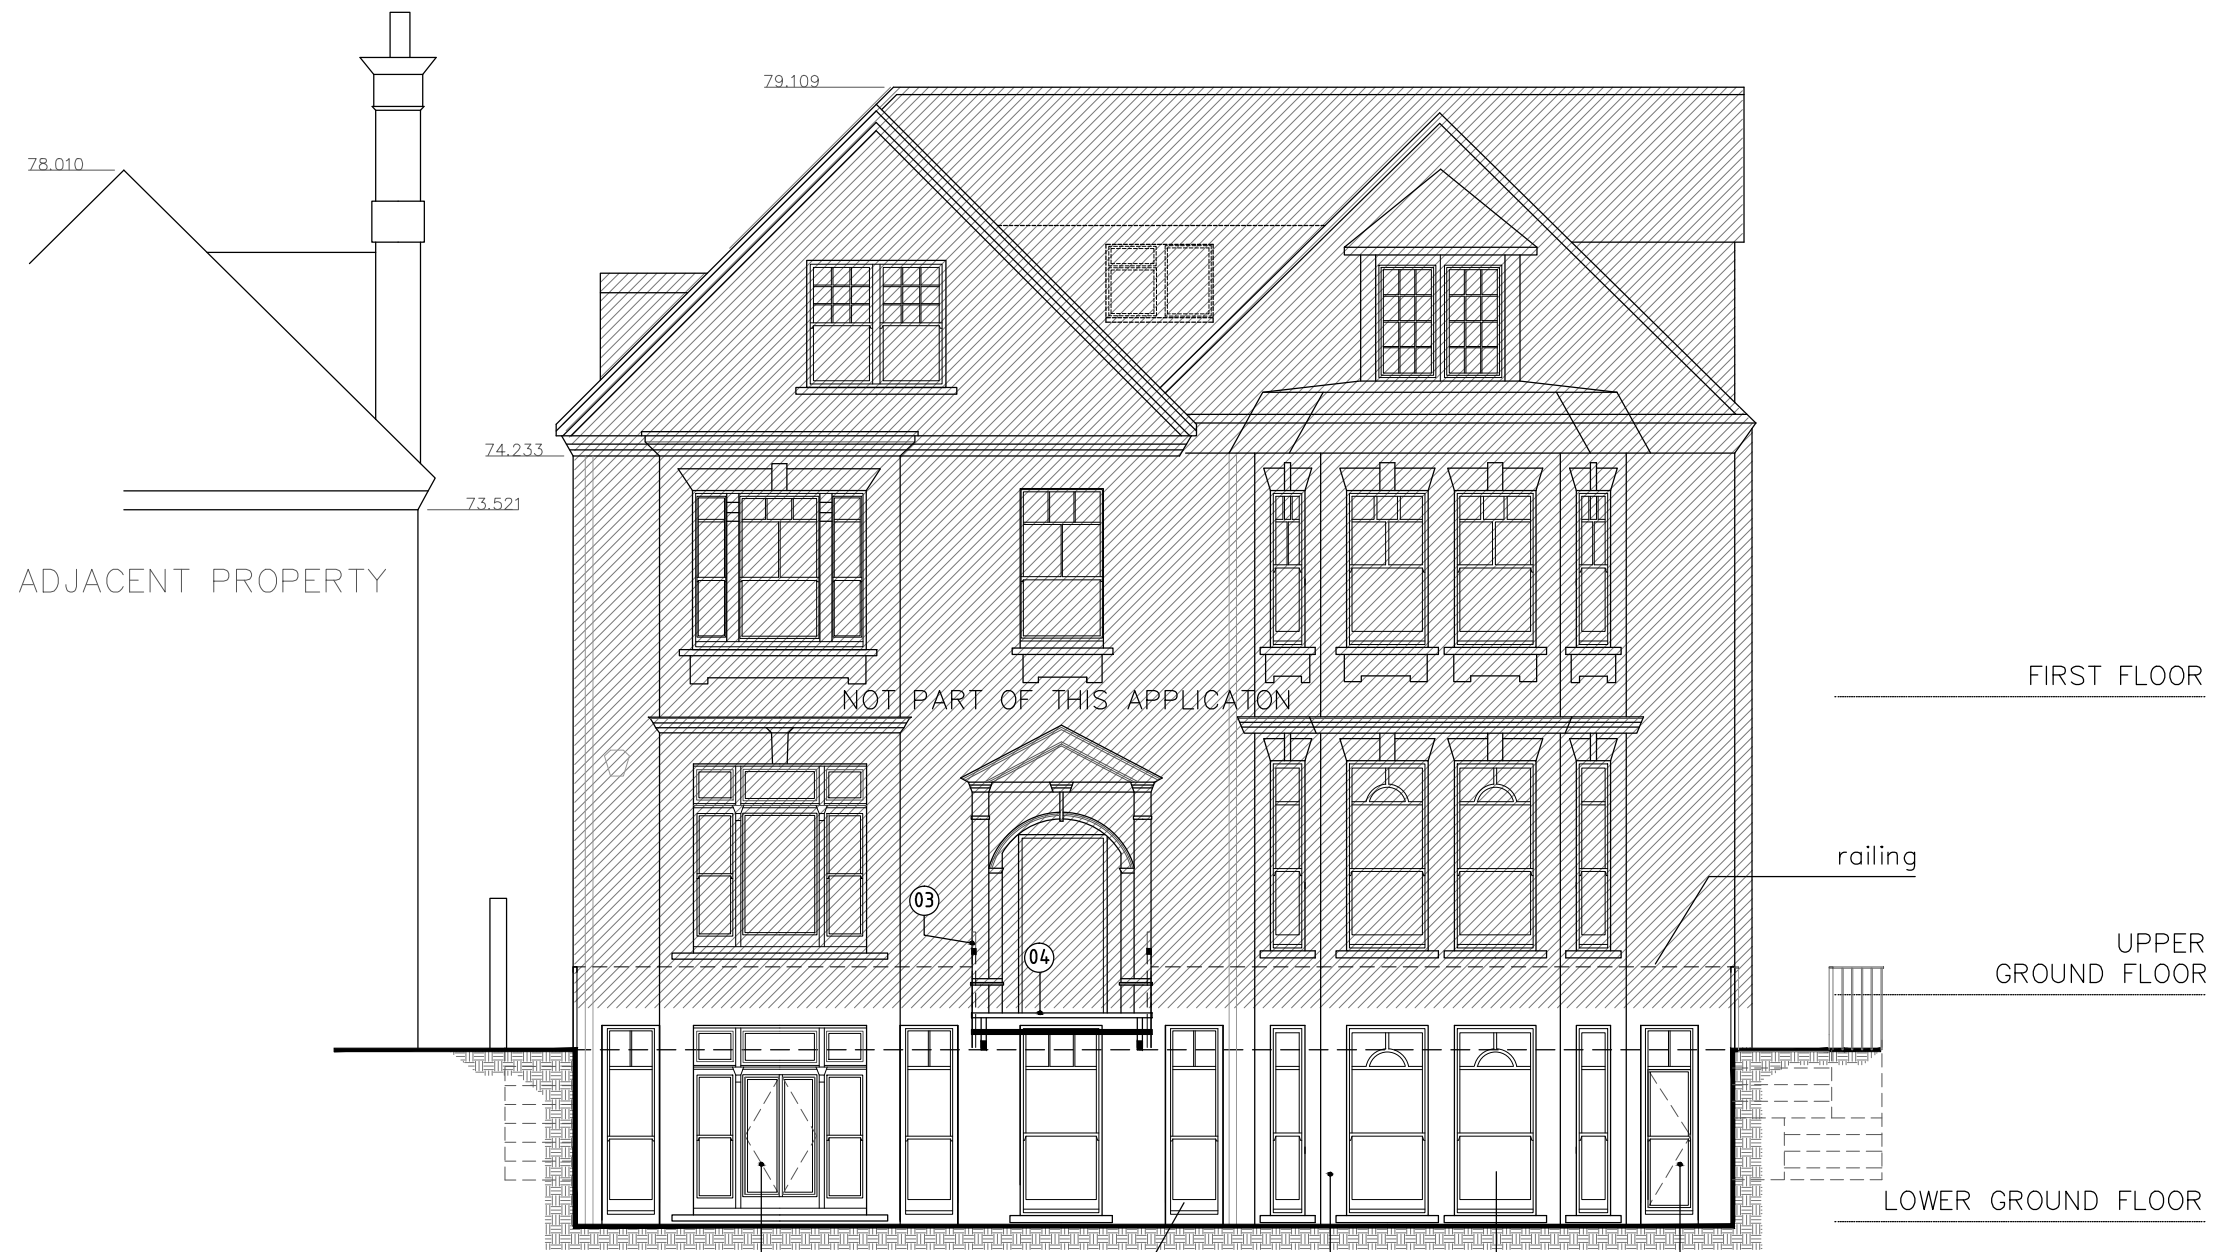 79.109
78.010
74.233
73.521
ADJACENT PROPERTY
FIRST FLOOR
NOT PART OF THIS APPLICATON
railing
03
04
UPPER
GROUND FLOOR
LOWER GROUND FLOOR